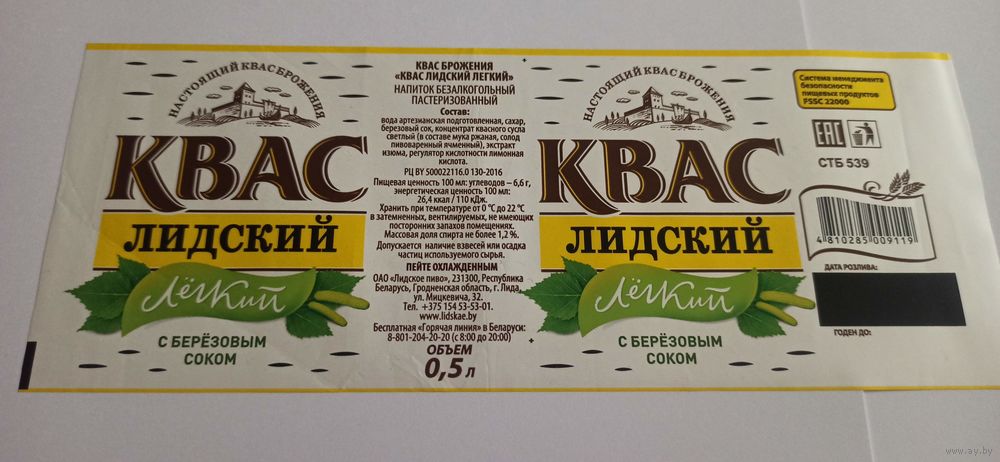 НАСТОЯЩИЙ КВАС БРОЖЕНИЯ
КВАС
ЛИДСКИЙ
Лёгкий
С БЕРЁЗОВЫМ
СОКОМ
КВАС БРОЖЕНИЯ
«КВАС ЛИДСКИЙ ЛЕГКИЙ»
НАПИТОК БЕЗАЛКОГОЛЬНЫЙ
ПАСТЕРИЗОВАННЫЙ
Состав:
вода артезианская подготовленная, сахар,
березовый сок, концентрат квасного сусла
светлый (в составе мука ржаная, солод
пивоваренный ячменный), экстракт
изюма, регулятор кислотности лимонная
кислота.
РЦ BY 500022116.0 130-2016
Пищевая ценность 100 мл: углеводов – 6,6 г,
энергетическая ценность 100 мл:
26,4 ккал / 110 кДж.
Хранить при температуре от 0 °С до 22 °С
в затемненных, вентилируемых, не имеющих
посторонних запахов помещениях.
Массовая доля спирта не более 1,2 %.
Допускается наличие взвесей или осадка
частиц используемого сырья.
ПЕЙТЕ ОХЛАЖДЕННЫМ
ОАО «Лидское пиво», 231300, Республика
Беларусь, Гродненская область, г. Лида,
ул. Мицкевича, 32.
Тел. +375 154 53-53-01.
www.lidskae.by
Бесплатная «Горячая линия» в Беларуси:
8-801-204-20-20 (с 8:00 до 20:00)
ОБЪЕМ
0,5 л
НАСТОЯЩИЙ КВАС БРОЖЕНИЯ
КВАС
ЛИДСКИЙ
Лёгкий
С БЕРЁЗОВЫМ
СОКОМ
Система менеджмента
безопасности
пищевых продуктов
FSSC 22000
ЕАС
СТБ 539
4 810285 009119
ДАТА РОЗЛИВА:
ГОДЕН ДО:
www.ay.by